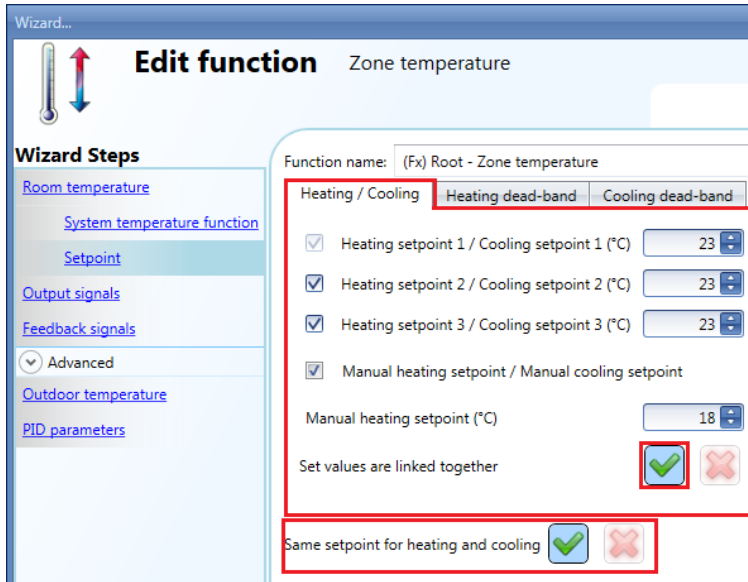 Wizard...
Edit function Zone temperature
Wizard Steps
Room temperature
System temperature function
Setpoint
Output signals
Feedback signals
Advanced
Outdoor temperature
PID parameters
Function name: (Fx) Root - Zone temperature
Heating / Cooling Heating dead-band Cooling dead-band
Heating setpoint 1 / Cooling setpoint 1 (°C) 23
Heating setpoint 2 / Cooling setpoint 2 (°C) 23
Heating setpoint 3 / Cooling setpoint 3 (°C) 23
Manual heating setpoint / Manual cooling setpoint
Manual heating setpoint (°C) 18
Set values are linked together
Same setpoint for heating and cooling